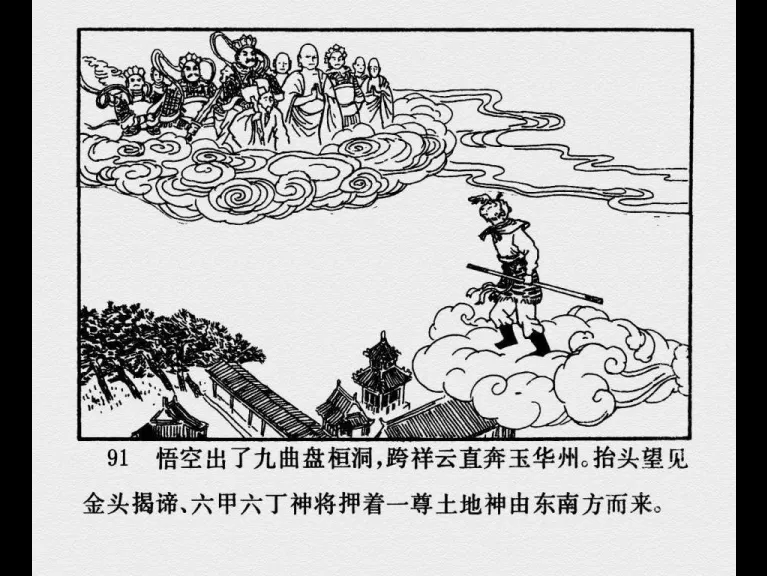 91 悟空出了九曲盘桓洞，跨祥云直奔玉华州。抬头望见
金头揭谛、六甲六丁神将押着一尊土地神由东南方而来。